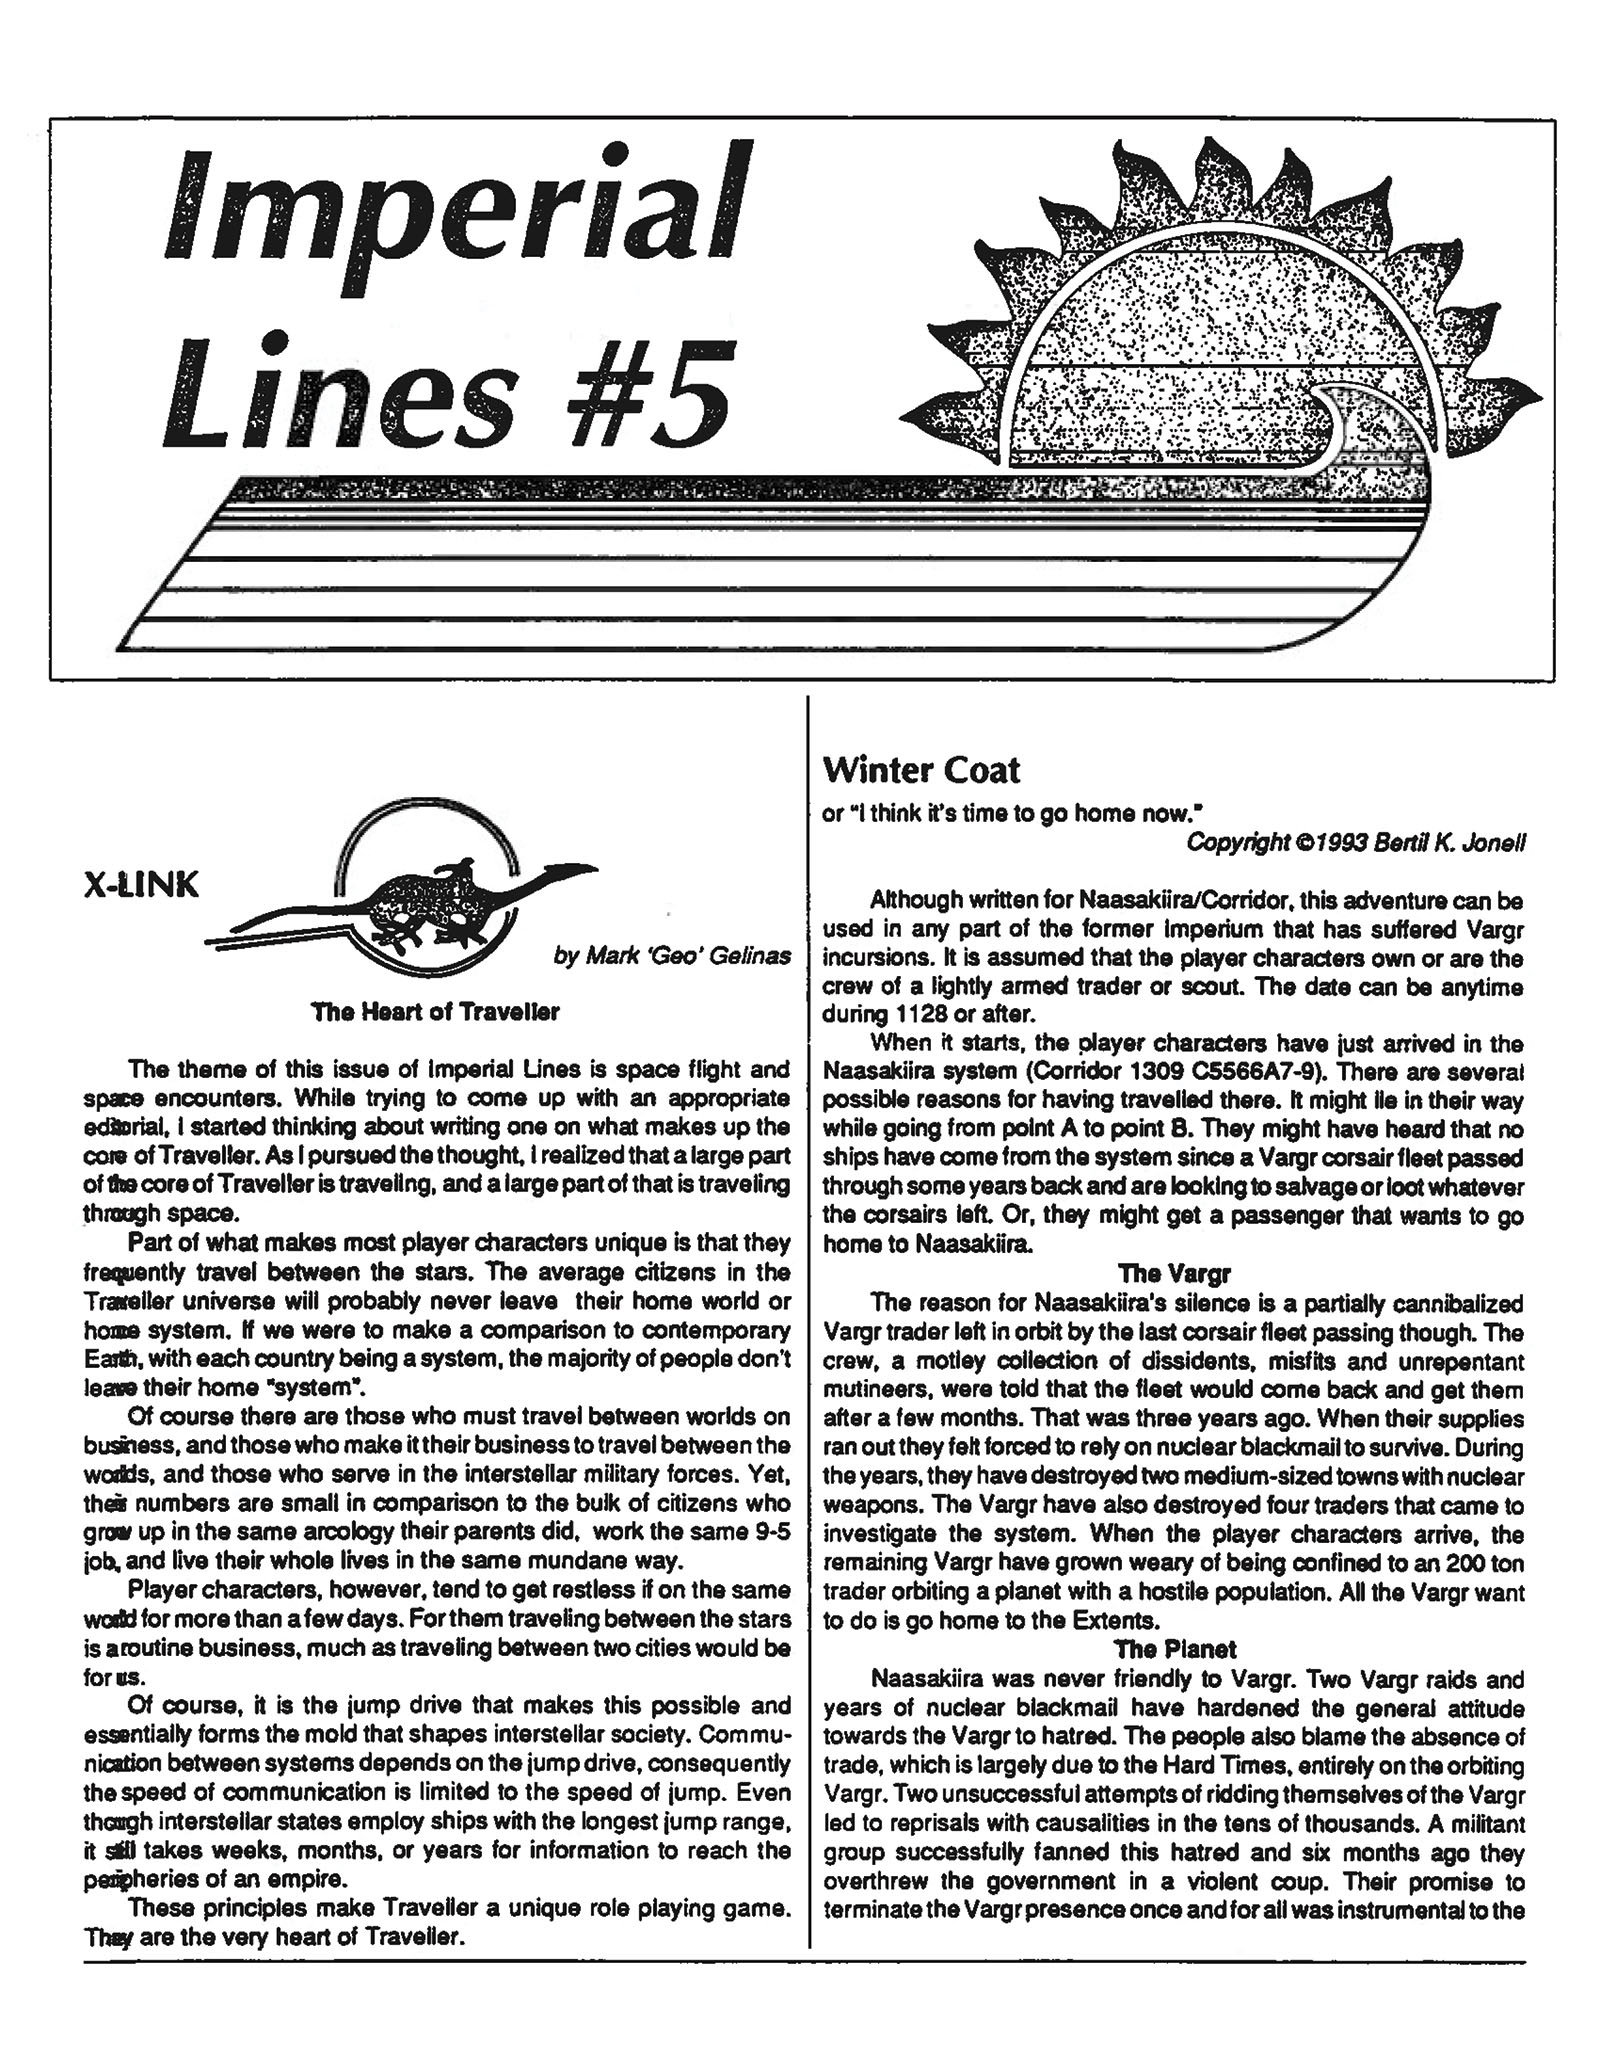 Imperial
Lines #5
X-LINK
by Mark 'Geo' Gelinas
The Heart of Traveller
The theme of this issue of Imperial Lines is space flight and
space encounters. While trying to come up with an appropriate
editorial, I started thinking about writing one on what makes up the
core of Traveller. As I pursued the thought, I realized that a large part
of the core of Traveller is traveling, and a large part of that is traveling
through space.
Part of what makes most player characters unique is that they
frequently travel between the stars. The average citizens in the
Traveller universe will probably never leave their home world or
home system. If we were to make a comparison to contemporary
Earth, with each country being a system, the majority of people don't
leave their home "system".
Of course there are those who must travel between worlds on
business, and those who make it their business to travel between the
worlds, and those who serve in the interstellar military forces. Yet,
their numbers are small in comparison to the bulk of citizens who
grow up in the same arcology their parents did, work the same 9-5
job, and live their whole lives in the same mundane way.
Player characters, however, tend to get restless if on the same
world for more than a few days. For them traveling between the stars
is a routine business, much as traveling between two cities would be
for us.
Of course, it is the jump drive that makes this possible and
essentially forms the mold that shapes interstellar society. Commu-
nication between systems depends on the jump drive, consequently
the speed of communication is limited to the speed of jump. Even
though interstellar states employ ships with the longest jump range,
it still takes weeks, months, or years for information to reach the
peripheries of an empire.
These principles make Traveller a unique role playing game.
They are the very heart of Traveller.
Winter Coat
or "I think it's time to go home now."
Copyright ©1993 Bertil K. Jonell
Although written for Naasakiira/Corridor, this adventure can be
used in any part of the former Imperium that has suffered Vargr
incursions. It is assumed that the player characters own or are the
crew of a lightly armed trader or scout. The date can be anytime
during 1128 or after.
When it starts, the player characters have just arrived in the
Naasakiira system (Corridor 1309 C5566A7-9). There are several
possible reasons for having travelled there. It might lie in their way
while going from point A to point B. They might have heard that no
ships have come from the system since a Vargr corsair fleet passed
through some years back and are looking to salvage or loot whatever
the corsairs left. Or, they might get a passenger that wants to go
home to Naasakiira.
The Vargr
The reason for Naasakiira's silence is a partially cannibalized
Vargr trader left in orbit by the last corsair fleet passing though. The
crew, a motley collection of dissidents, misfits and unrepentant
mutineers, were told that the fleet would come back and get them
after a few months. That was three years ago. When their supplies
ran out they felt forced to rely on nuclear blackmail to survive. During
the years, they have destroyed two medium-sized towns with nuclear
weapons. The Vargr have also destroyed four traders that came to
investigate the system. When the player characters arrive, the
remaining Vargr have grown weary of being confined to an 200 ton
trader orbiting a planet with a hostile population. All the Vargr want
to do is go home to the Extents.
The Planet
Naasakiira was never friendly to Vargr. Two Vargr raids and
years of nuclear blackmail have hardened the general attitude
towards the Vargr to hatred. The people also blame the absence of
trade, which is largely due to the Hard Times, entirely on the orbiting
Vargr. Two unsuccessful attempts of ridding themselves of the Vargr
led to reprisals with causalities in the tens of thousands. A militant
group successfully fanned this hatred and six months ago they
overthrew the government in a violent coup. Their promise to
terminate the Vargr presence once and for all was instrumental to the